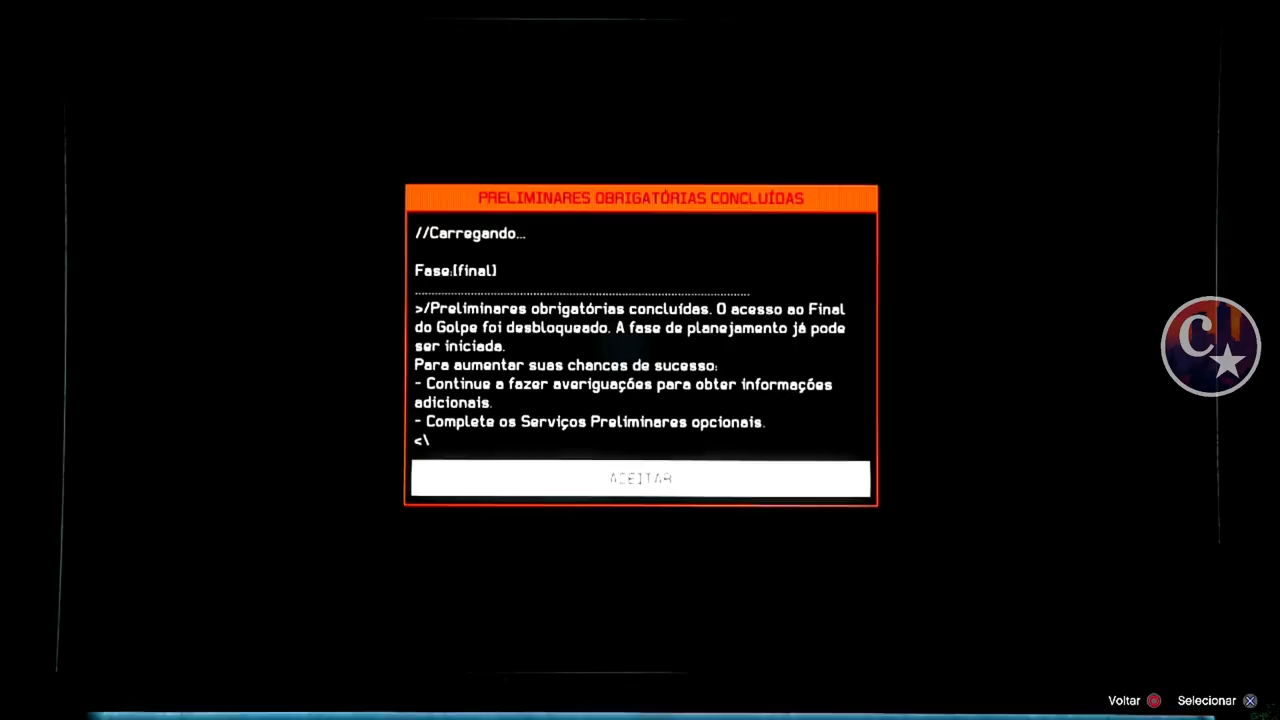 PRELIMINARES OBRIGATÓRIAS CONCLUÍDAS
//Carregando...
Fase:[final]
>/Preliminares obrigatórias concluídas. O acesso ao Final
do Golpe foi desbloqueado. A fase de planejamento já pode
ser iniciada.
Para aumentar suas chances de sucesso:
- Continue a fazer averiguações para obter informações
adicionais.
- Complete os Serviços Preliminares opcionais.
<\
ACEITAR
C
Voltar
Selecionar